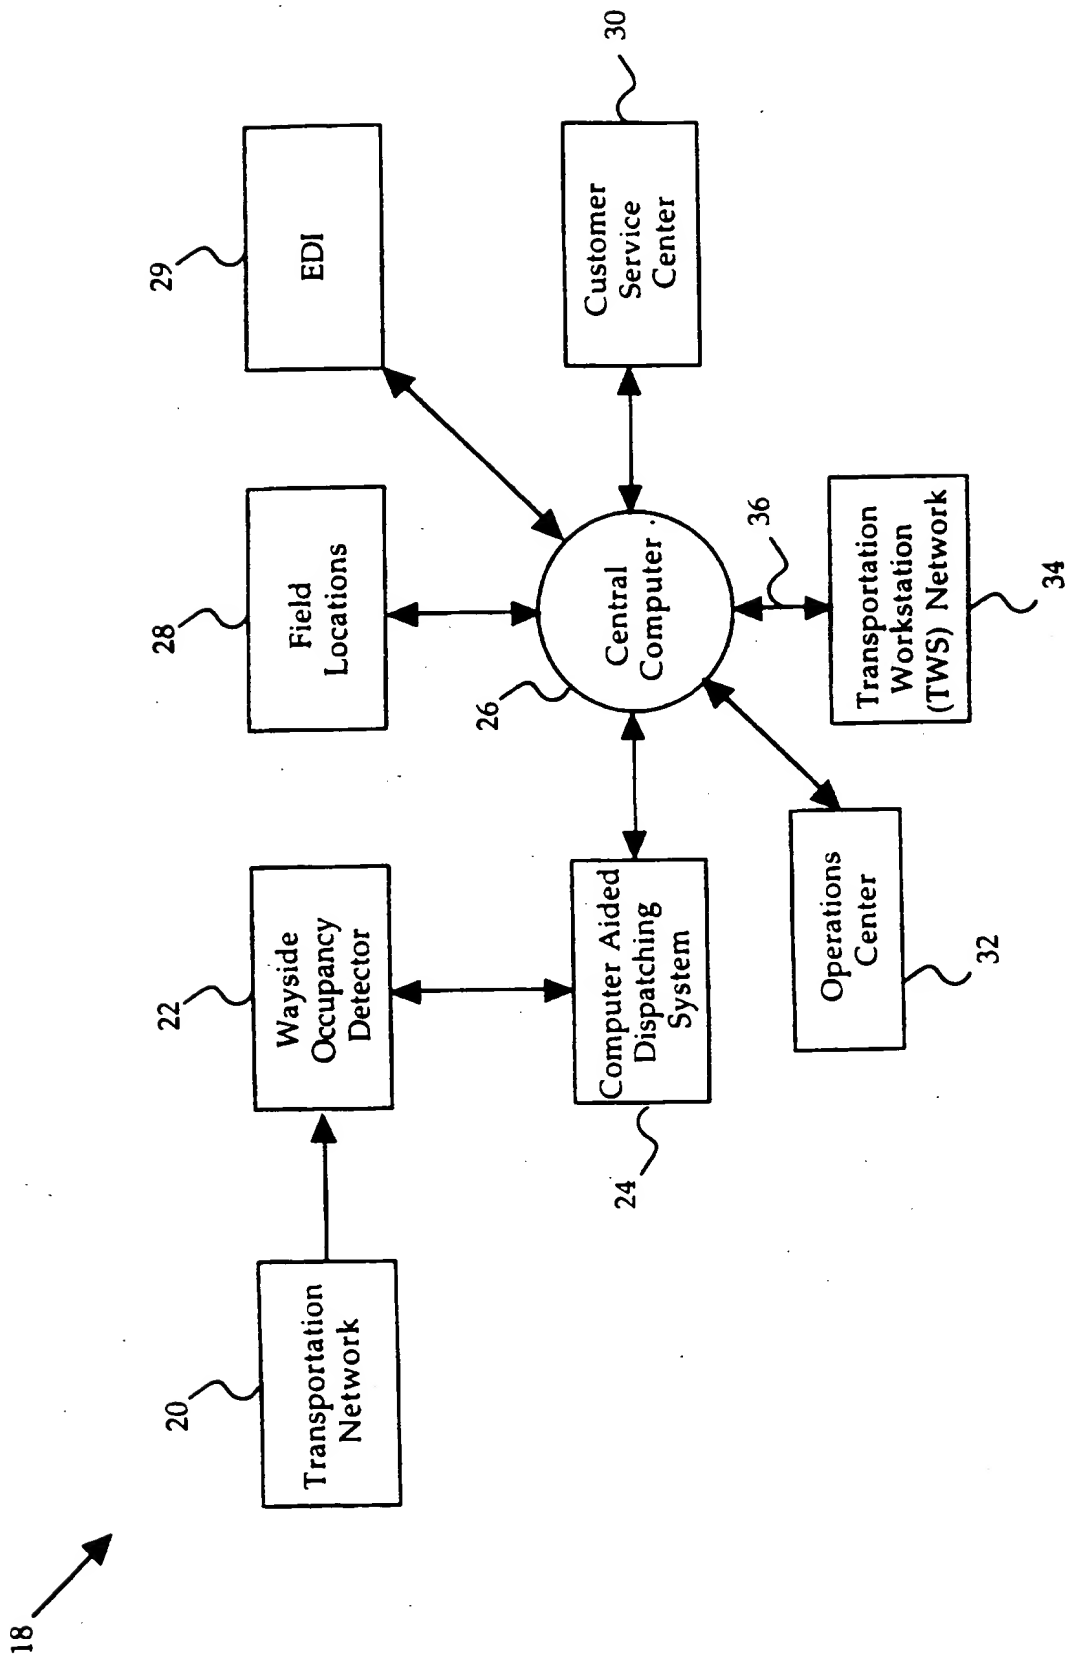 18
20
Transportation
Network
22
Wayside
Occupancy
Detector
28
Field
Locations
29
EDI
24
Computer Aided
Dispatching
System
26
Central
Computer
30
Customer
Service
Center
32
Operations
Center
36
34
Transportation
Workstation
(TWS) Network